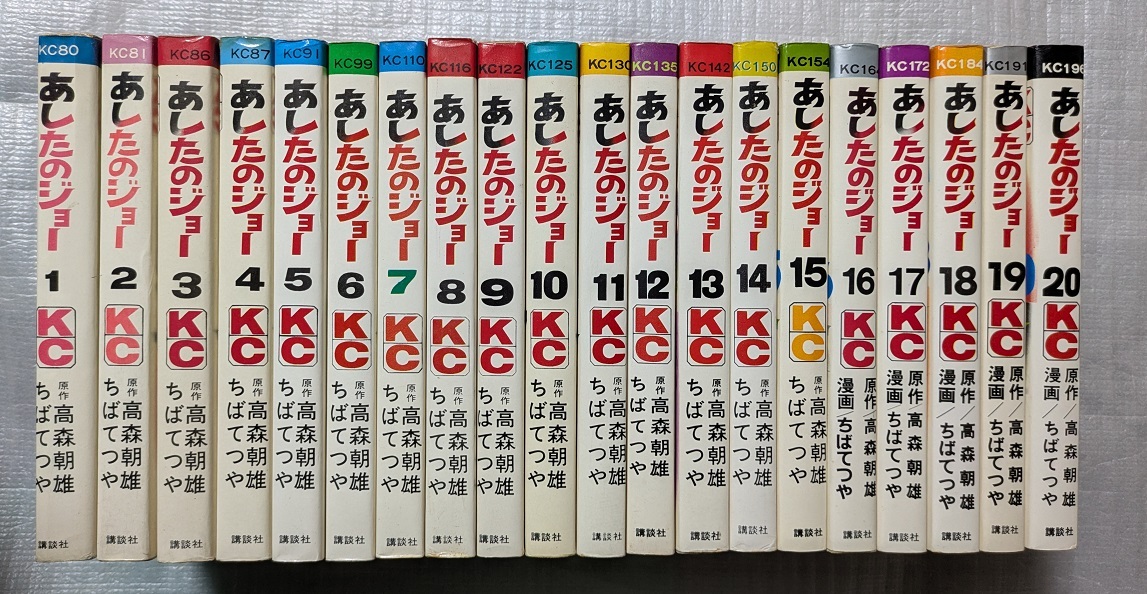 KC80
あしたのジョー
1
KC
原作 高森朝雄
ちばてつや
講談社
KC81
あしたのジョー
2
KC
原作 高森朝雄
ちばてつや
講談社
KC86
あしたのジョー
3
KC
原作 高森朝雄
ちばてつや
講談社
KC87
あしたのジョー
4
KC
原作 高森朝雄
ちばてつや
講談社
KC91
あしたのジョー
5
KC
原作 高森朝雄
ちばてつや
講談社
KC99
あしたのジョー
6
KC
原作 高森朝雄
ちばてつや
講談社
KC110
あしたのジョー
7
KC
原作 高森朝雄
ちばてつや
講談社
KC116
あしたのジョー
8
KC
原作 高森朝雄
ちばてつや
講談社
KC122
あしたのジョー
9
KC
原作 高森朝雄
ちばてつや
講談社
KC125
あしたのジョー
10
KC
原作 高森朝雄
ちばてつや
講談社
KC130
あしたのジョー
11
KC
原作 高森朝雄
ちばてつや
講談社
KC135
あしたのジョー
12
KC
原作 高森朝雄
ちばてつや
講談社
KC142
あしたのジョー
13
KC
原作 高森朝雄
ちばてつや
講談社
KC150
あしたのジョー
14
KC
原作 高森朝雄
ちばてつや
講談社
KC154
あしたのジョー
15
KC
原作 高森朝雄
ちばてつや
講談社
KC164
あしたのジョー
16
KC
原作/高森朝雄
漫画/ちばてつや
講談社
KC172
あしたのジョー
17
KC
原作/高森朝雄
漫画/ちばてつや
講談社
KC184
あしたのジョー
18
KC
原作/高森朝雄
漫画/ちばてつや
講談社
KC191
あしたのジョー
19
KC
原作/高森朝雄
漫画/ちばてつや
講談社
KC196
あしたのジョー
20
KC
原作/高森朝雄
漫画/ちばてつや
講談社